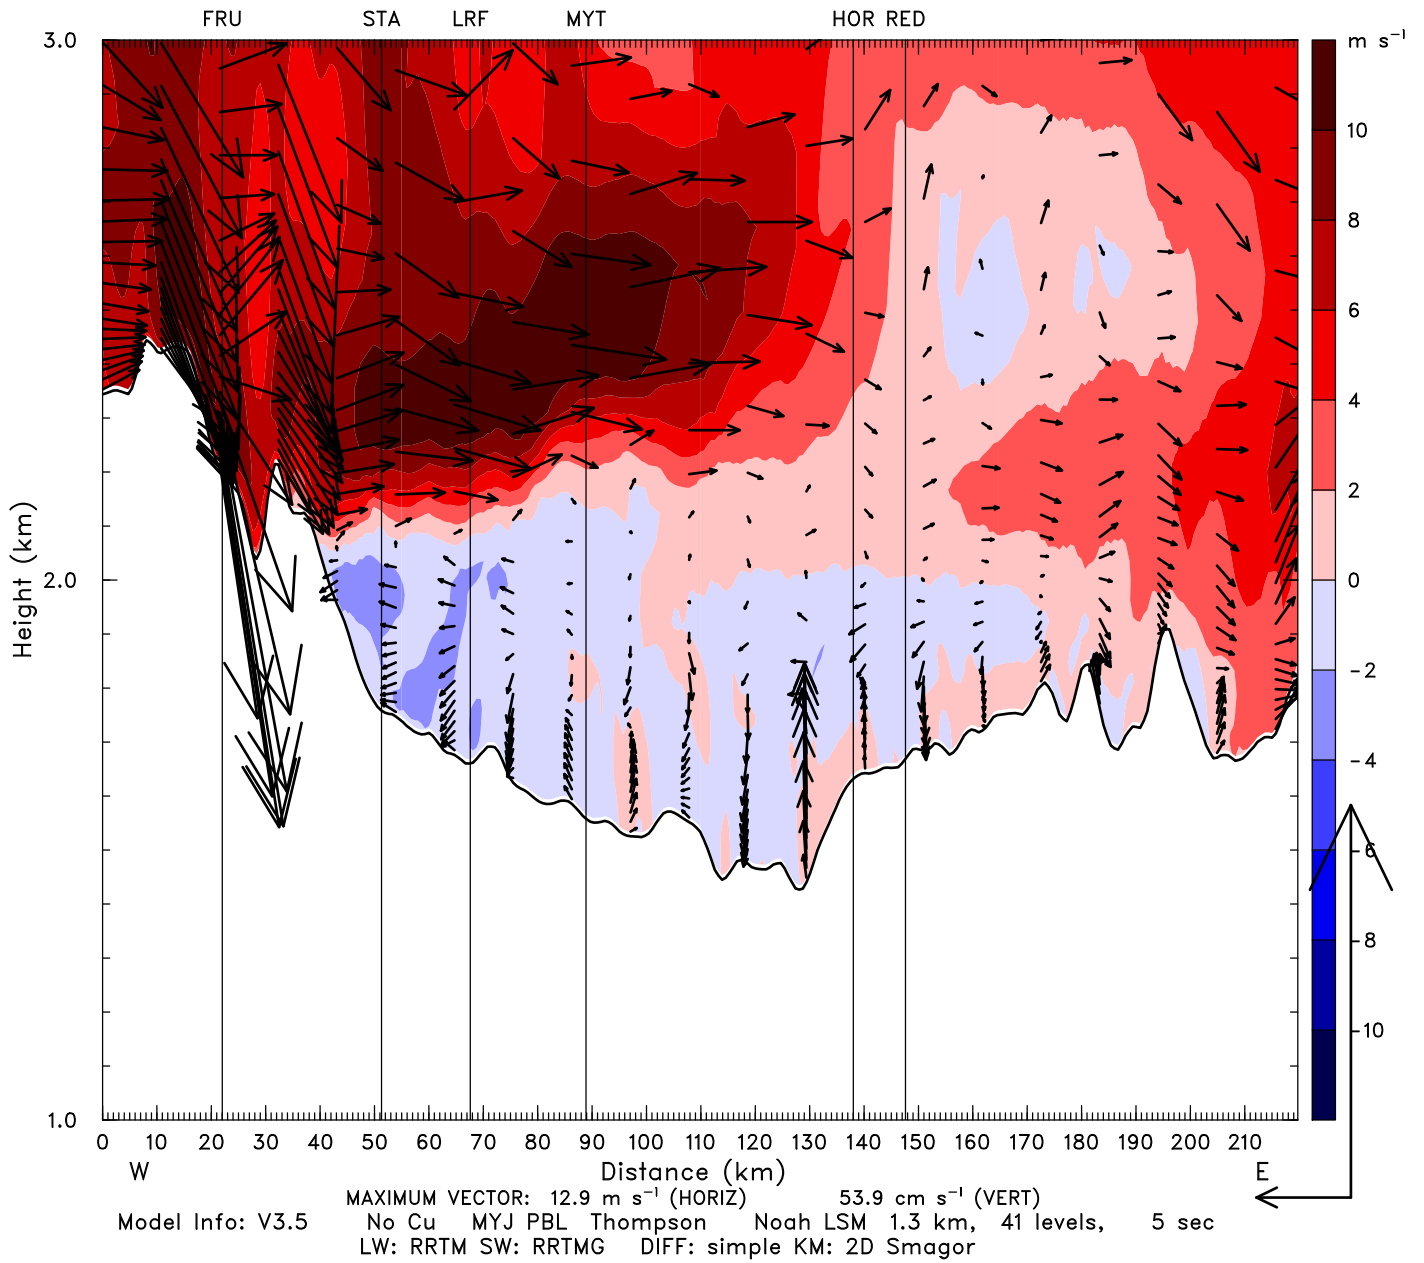 FRU STA LRF MYT HOR RED
m s⁻¹
3.0
10
8
6
4
2
0
-2
-4
-6
-8
-10
Height (km)
2.0
1.0
0 10 20 30 40 50 60 70 80 90 100 110 120 130 140 150 160 170 180 190 200 210
W Distance (km) E
MAXIMUM VECTOR: 12.9 m s⁻¹ (HORIZ) 53.9 cm s⁻¹ (VERT)
Model Info: V3.5 No Cu MYJ PBL Thompson Noah LSM 1.3 km, 41 levels, 5 sec
LW: RRTM SW: RRTMG DIFF: simple KM: 2D Smagor